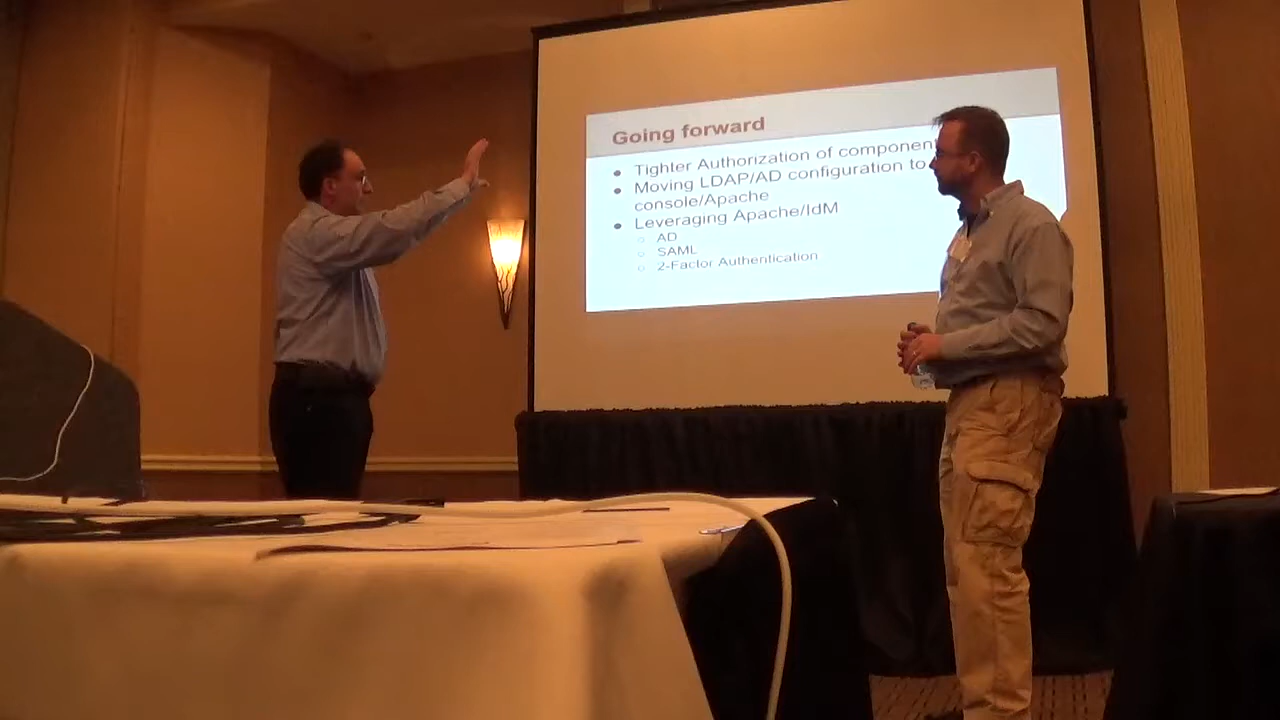 Going forward
● Tighter Authorization of component
● Moving LDAP/AD configuration to
console/Apache
● Leveraging Apache/IdM
○ AD
○ SAML
○ 2-Factor Authentication